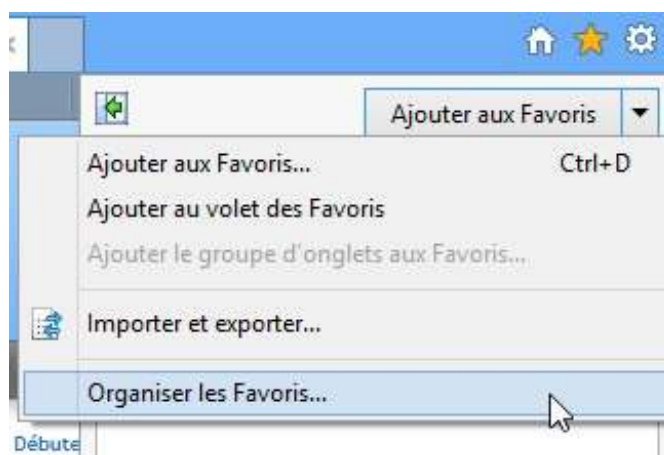 Ajouter aux Favoris
Ajouter aux Favoris... Ctrl+D
Ajouter au volet des Favoris
Ajouter le groupe d'onglets aux Favoris...
Importer et exporter...
Organiser les Favoris...
Débute